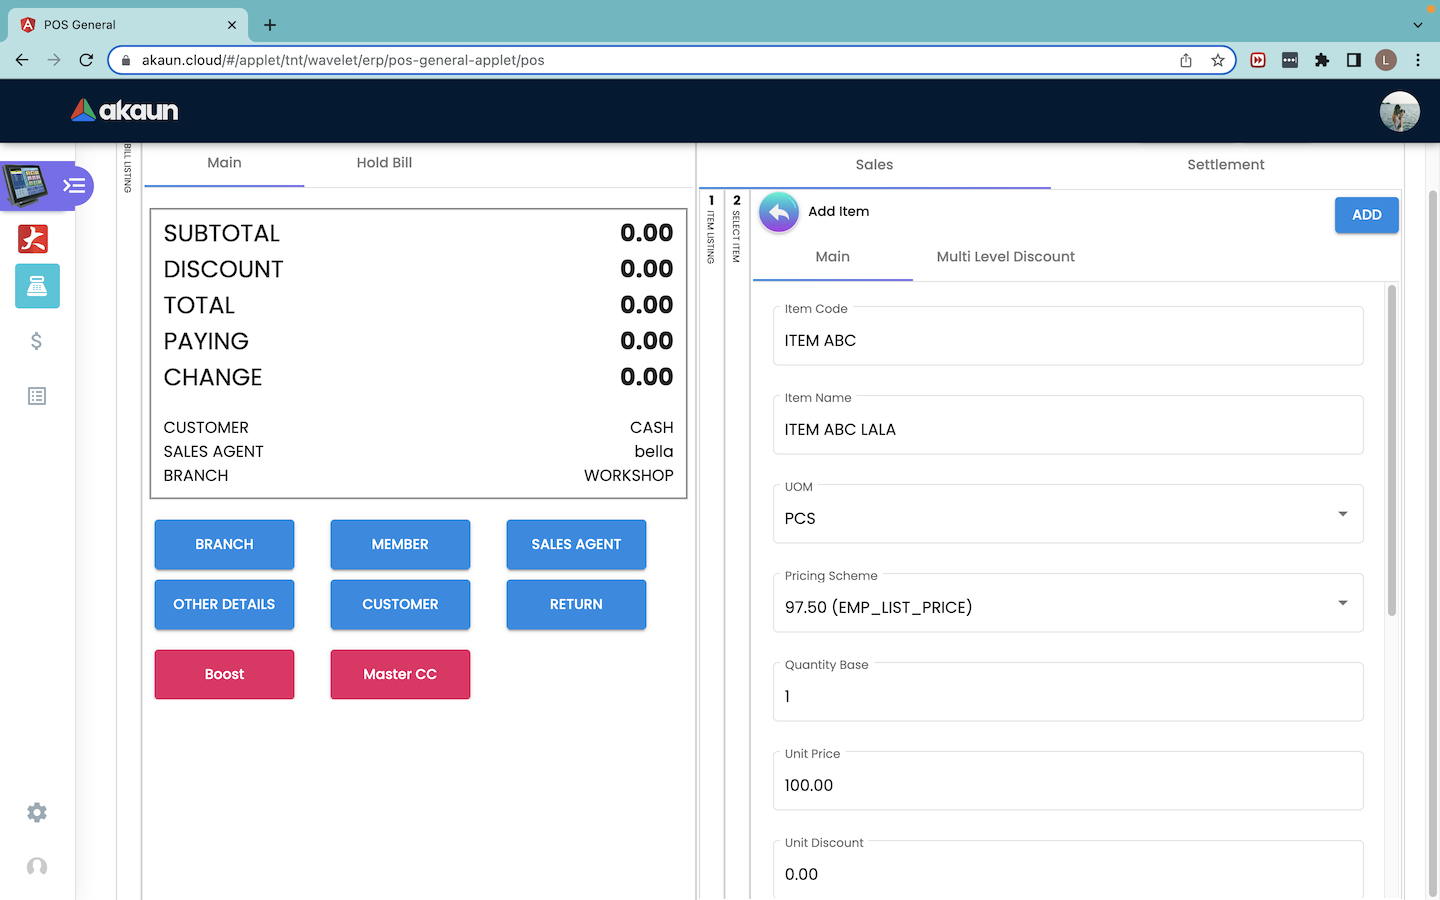 POS General
akaun.cloud/#/applet/tnt/wavelet/erp/pos-general-applet/pos
L
akaun
BILL LISTING
Main
Hold Bill
SUBTOTAL 0.00
DISCOUNT 0.00
TOTAL 0.00
PAYING 0.00
CHANGE 0.00
CUSTOMER CASH
SALES AGENT bella
BRANCH WORKSHOP
BRANCH
MEMBER
SALES AGENT
OTHER DETAILS
CUSTOMER
RETURN
Boost
Master CC
Sales
Settlement
1 ITEM LISTING
2 SELECT ITEM
Add Item
ADD
Main
Multi Level Discount
Item Code
ITEM ABC
Item Name
ITEM ABC LALA
UOM
PCS
Pricing Scheme
97.50 (EMP_LIST_PRICE)
Quantity Base
1
Unit Price
100.00
Unit Discount
0.00